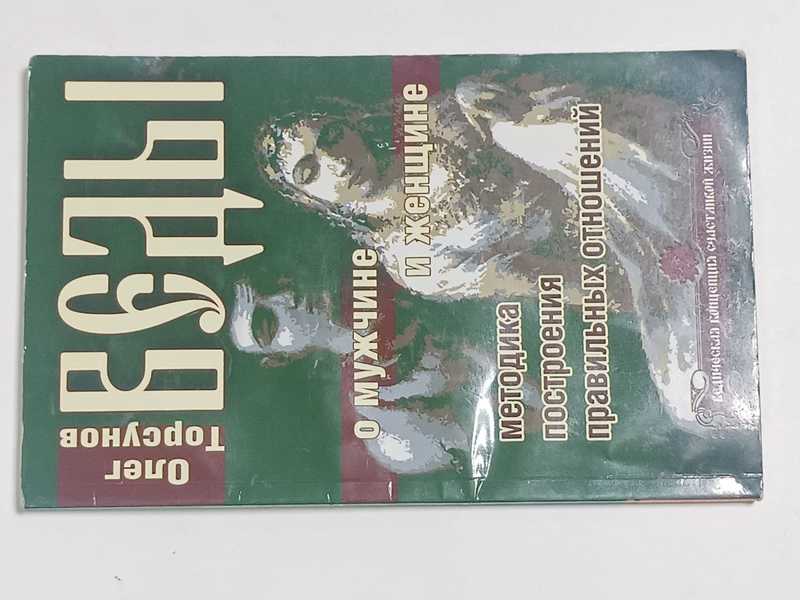 Олег
Торсунов
ВЕДЫ
о мужчине
и женщине
методика
построения
правильных отношений
Ведическая концепция счастливой жизни